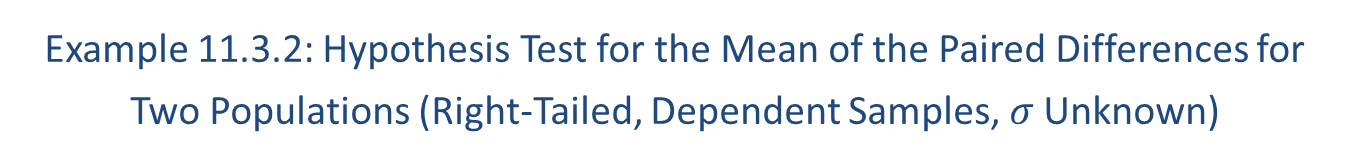 Example 11.3.2: Hypothesis Test for the Mean of the Paired Differences for
Two Populations (Right-Tailed, Dependent Samples, σ Unknown)